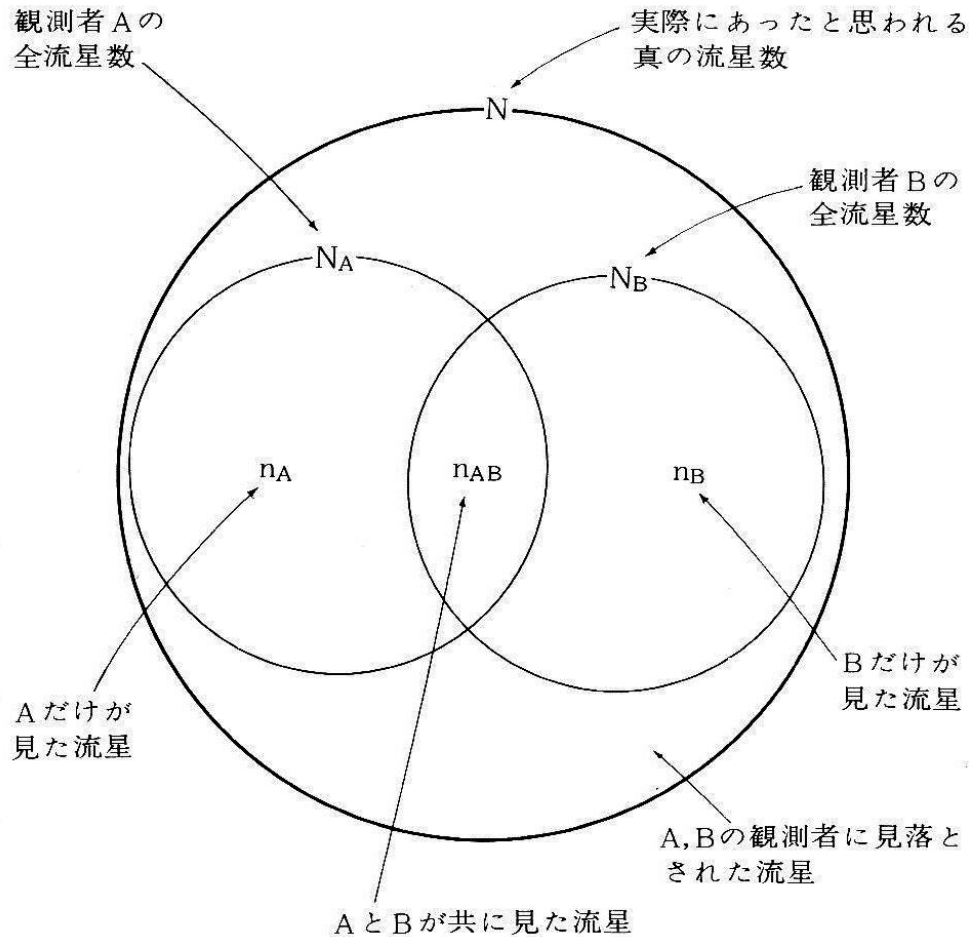 観測者Aの
全流星数
実際にあったと思われる
真の流星数
N
観測者Bの
全流星数
NA
NB
nA
nAB
nB
Aだけが
見た流星
Bだけが
見た流星
A,Bの観測者に見落と
された流星
AとBが共に見た流星